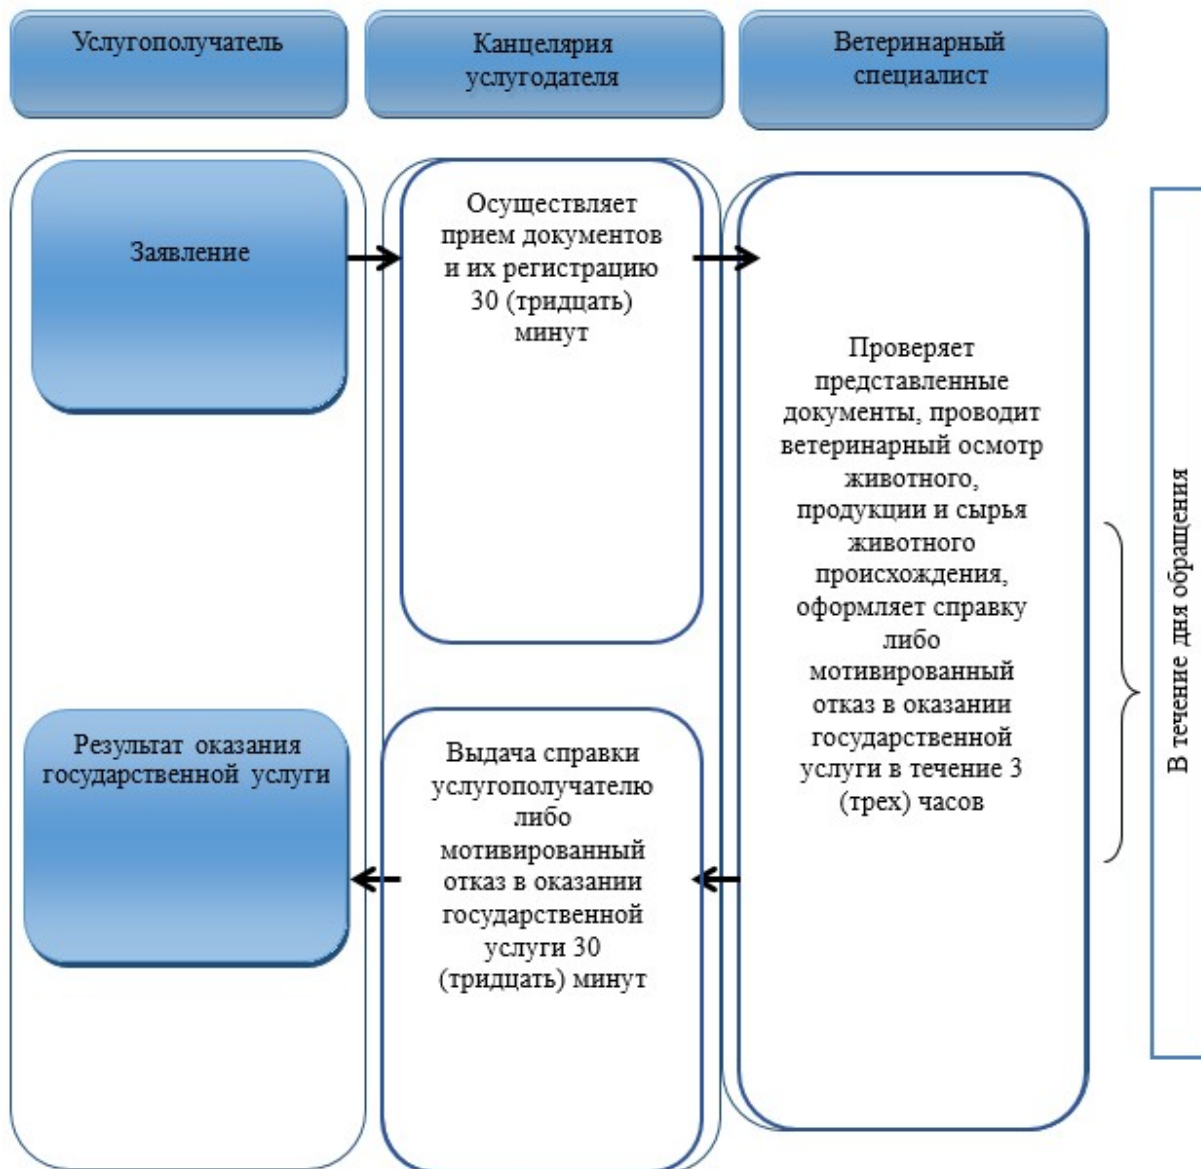 Услугополучатель
Канцелярия
услугодателя
Ветеринарный
специалист
Заявление
Осуществляет
прием документов
и их регистрацию
30 (тридцать)
минут
Проверяет
представленные
документы, проводит
ветеринарный осмотр
животного,
продукции и сырья
животного
происхождения,
оформляет справку
либо
мотивированный
отказ в оказании
государственной
услуги в течение 3
(трех) часов
В течение дня обращения
Выдача справки
услугополучателю
либо
мотивированный
отказ в оказании
государственной
услуги 30
(тридцать) минут
Результат оказания
государственной услуги